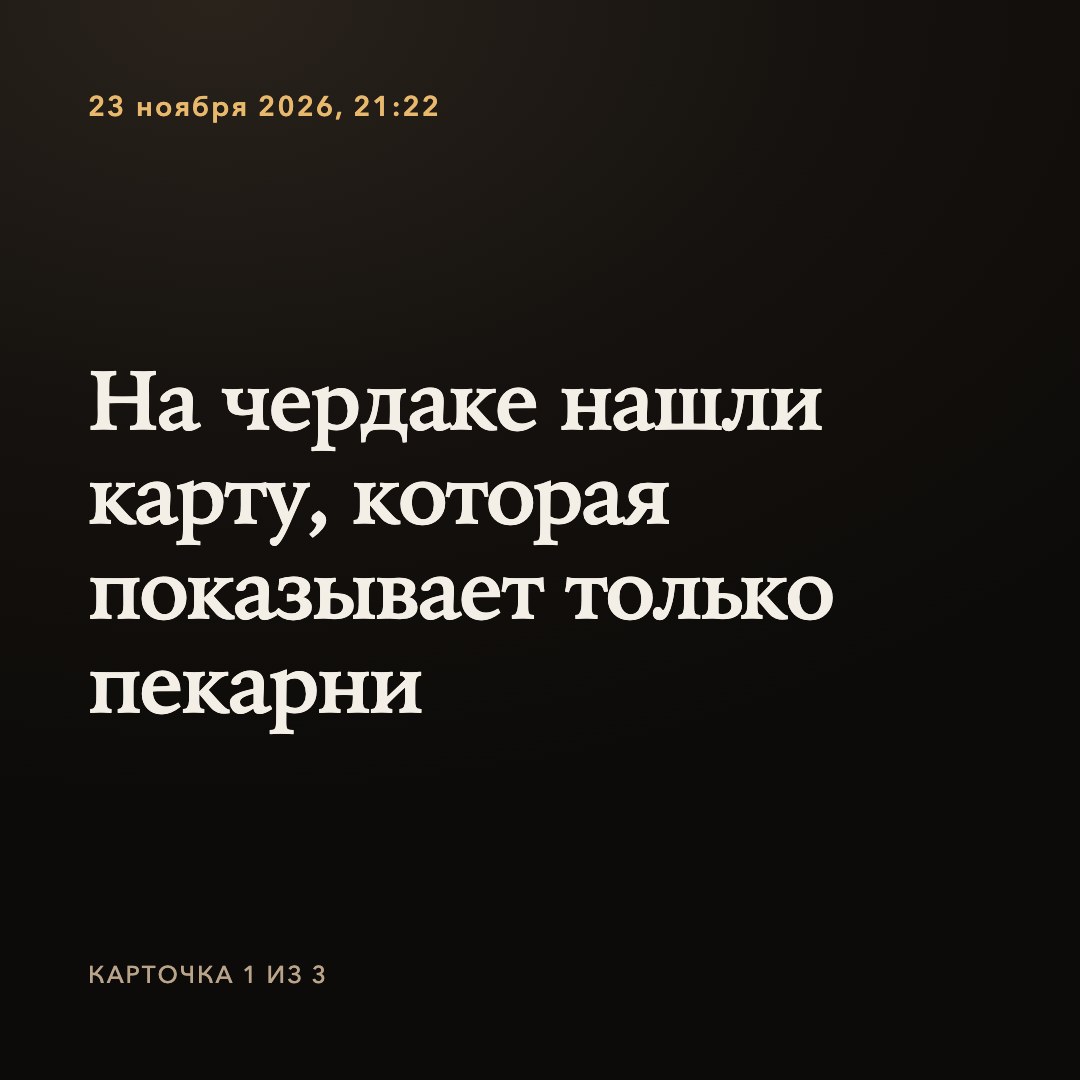 23 ноября 2026, 21:22
На чердаке нашли
карту, которая
показывает только
пекарни
КАРТОЧКА 1 ИЗ 3